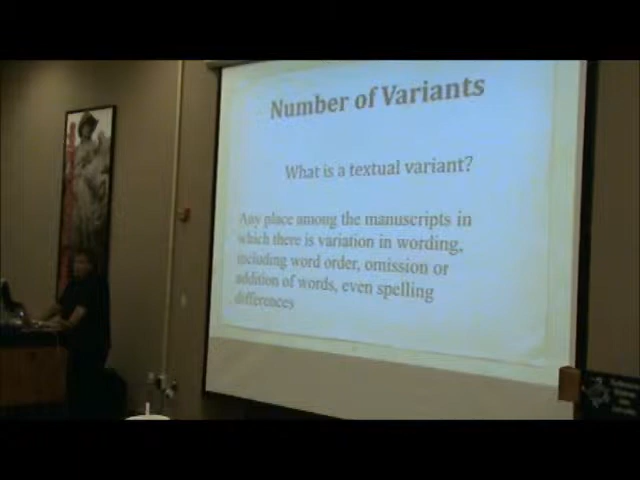 Number of Variants
What is a textual variant?
Any place among the manuscripts in
which there is variation in wording,
including word order, omission or
addition of words, even spelling
differences